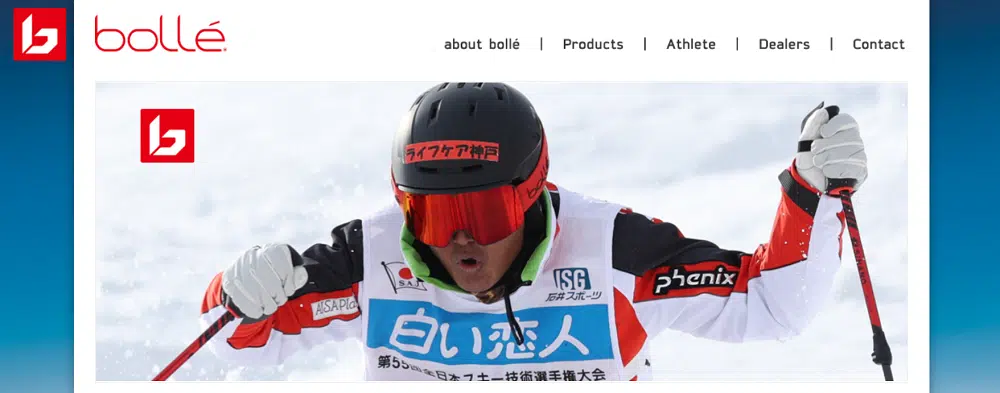 bollé
about bollé | Products | Athlete | Dealers | Contact
ライフケア神戸
bollé
phenix
S.A.J
ISG
石井スポーツ
白い恋人
第55回全日本スキー技術選手権大会